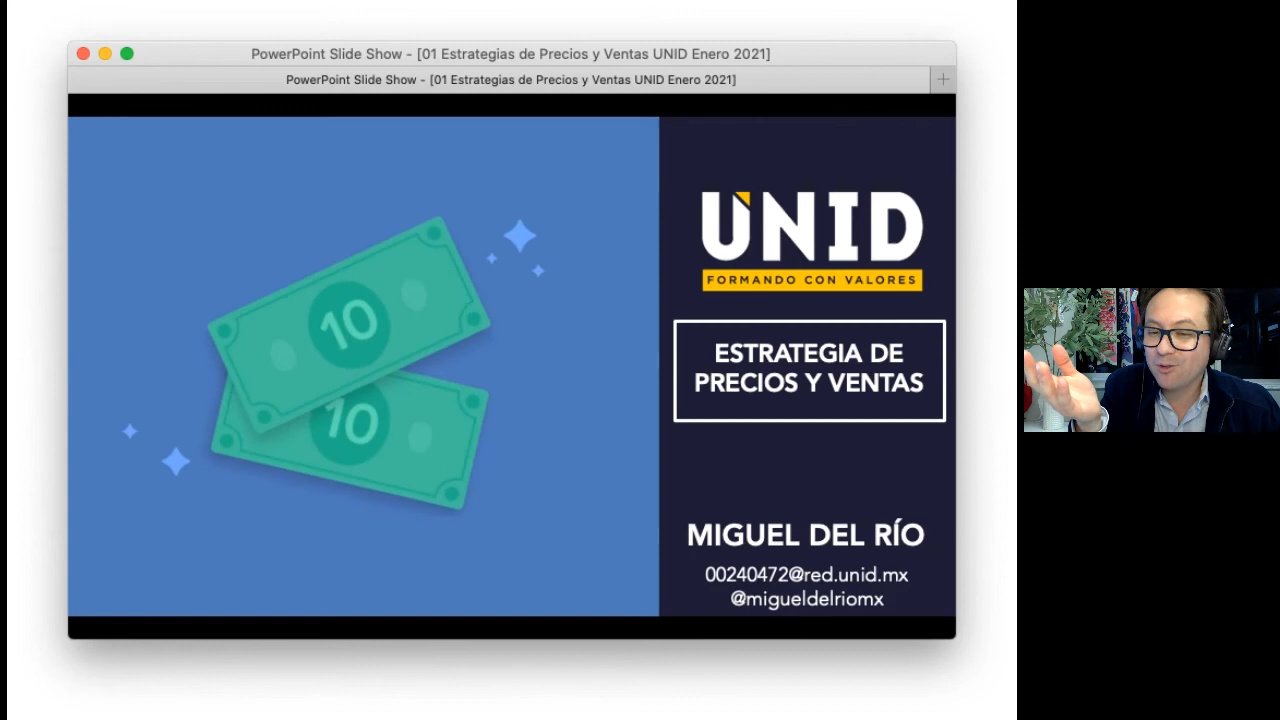 PowerPoint Slide Show - [01 Estrategias de Precios y Ventas UNID Enero 2021]
PowerPoint Slide Show - [01 Estrategias de Precios y Ventas UNID Enero 2021]
UNID
FORMANDO CON VALORES
ESTRATEGIA DE
PRECIOS Y VENTAS
10
10
MIGUEL DEL RÍO
00240472@red.unid.mx
@migueldelriomx